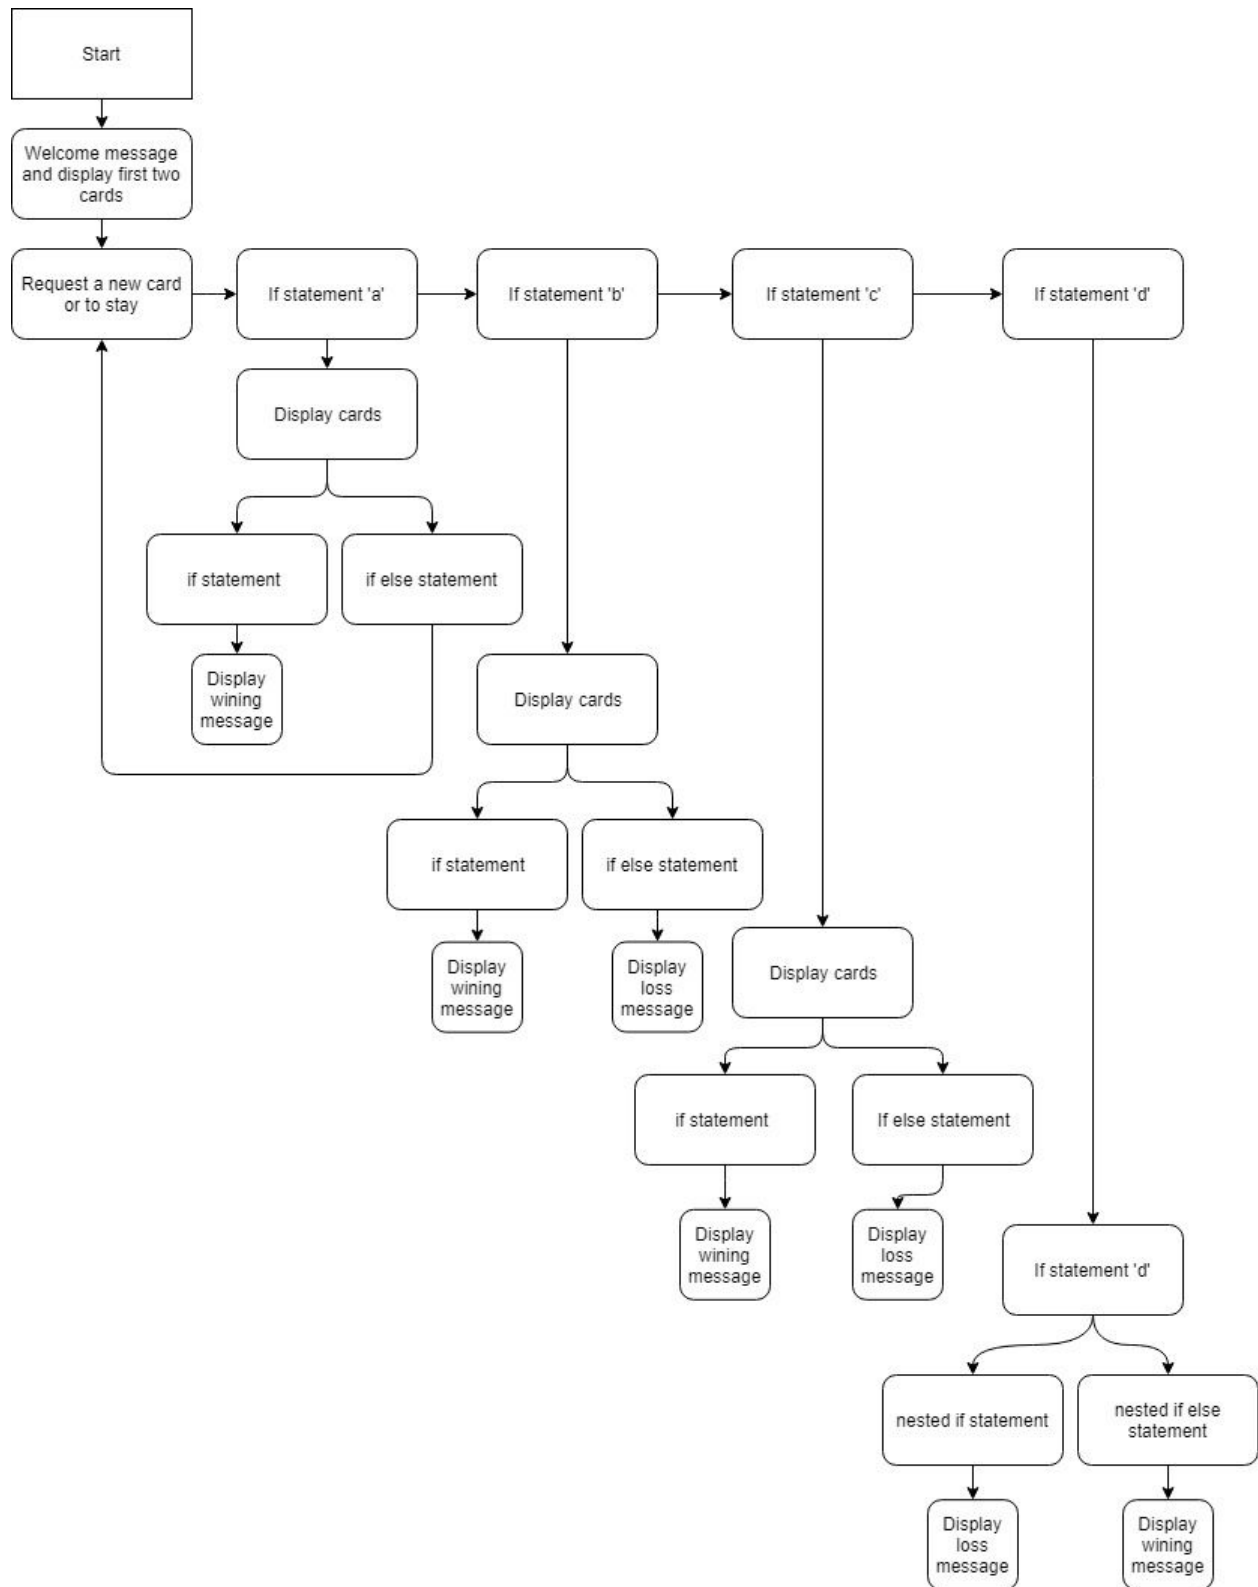 Start
Welcome message
and display first two
cards
Request a new card
or to stay
If statement 'a'
If statement 'b'
If statement 'c'
If statement 'd'
Display cards
if statement
if else statement
Display
wining
message
Display cards
if statement
if else statement
Display
wining
message
Display
loss
message
Display cards
if statement
If else statement
Display
wining
message
Display
loss
message
If statement 'd'
nested if statement
nested if else
statement
Display
loss
message
Display
wining
message